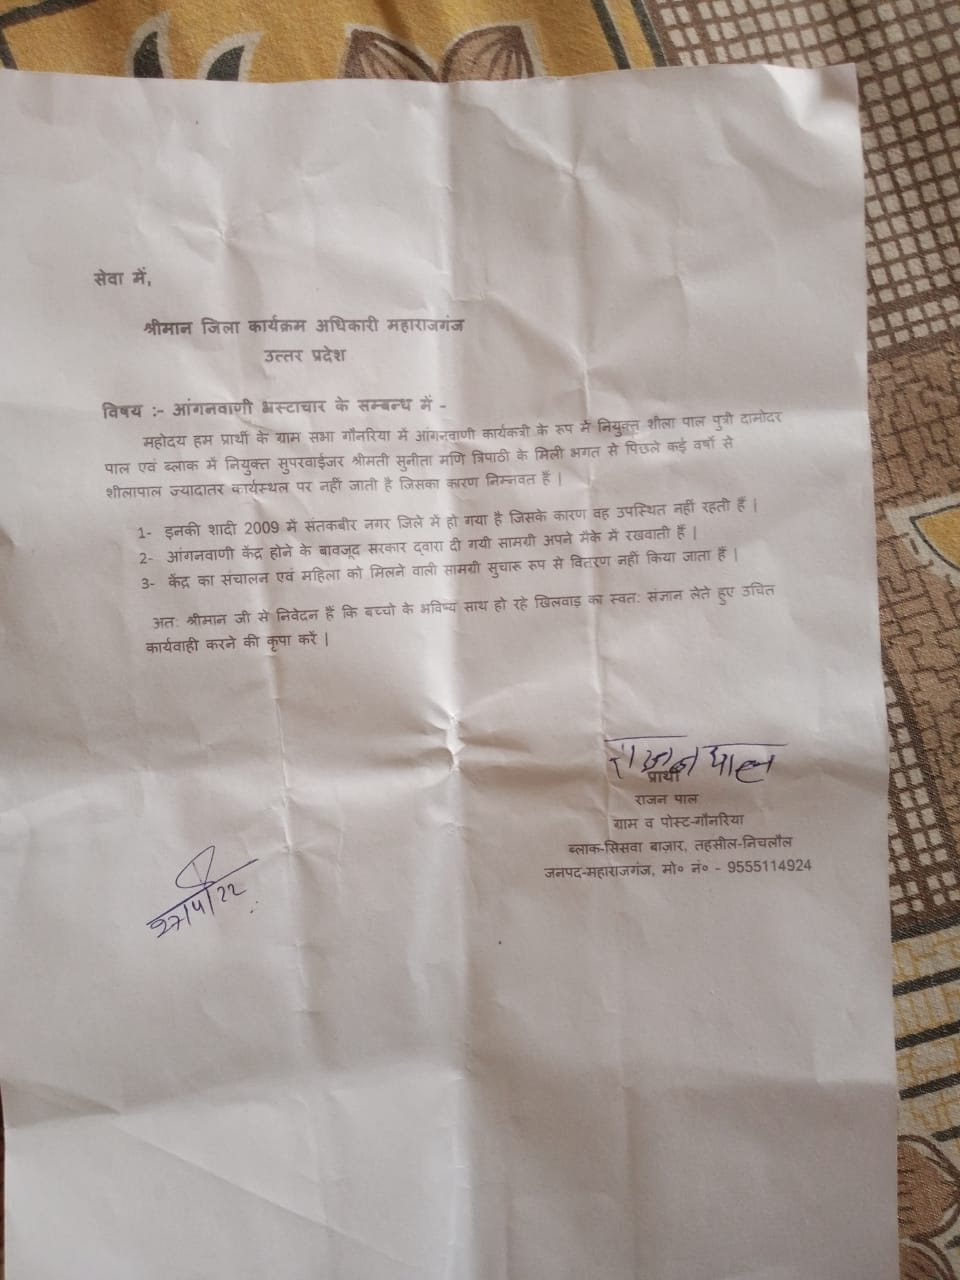 सेवा में,
श्रीमान जिला कार्यक्रम अधिकारी महाराजगंज
उत्तर प्रदेश
विषय :- आंगनवाणी भ्रस्टाचार के सम्बन्ध में -
महोदय हम प्रार्थी के ग्राम सभा गौनरिया में आंगनवाणी कार्यकत्री के रूप में नियुक्त शीला पाल पुत्री दामोदर
पाल एवं ब्लाक में नियुक्त सुपरवाईजर श्रीमती सुनीता मणि त्रिपाठी के मिली भगत से पिछले कई वर्षो से
शीलापाल ज्यादातर कार्यस्थल पर नहीं जाती है जिसका कारण निम्नवत हैं |
1- इनकी शादी 2009 में संतकबीर नगर जिले में हो गया है जिसके कारण वह उपस्थित नहीं रहती हैं |
2- आंगनवाणी केंद्र होने के बावजूद सरकार द्वारा दी गयी सामग्री अपने मैके में रखवाती हैं |
3- केंद्र का संचालन एवं महिला को मिलने वाली सामग्री सुचारू रूप से वितरण नहीं किया जाता हैं |
अतः श्रीमान जी से निवेदन हैं कि बच्चो के भविष्य साथ हो रहे खिलवाड़ का स्वतः संज्ञान लेते हुए उचित
कार्यवाही करने की कृपा करें |
राजन पाल
प्रार्थी
राजन पाल
ग्राम व पोस्ट-गौनरिया
ब्लाक-सिसवा बाज़ार, तहसील-निचलौल
जनपद-महाराजगंज, मो० नं० - 9555114924
27/4/22